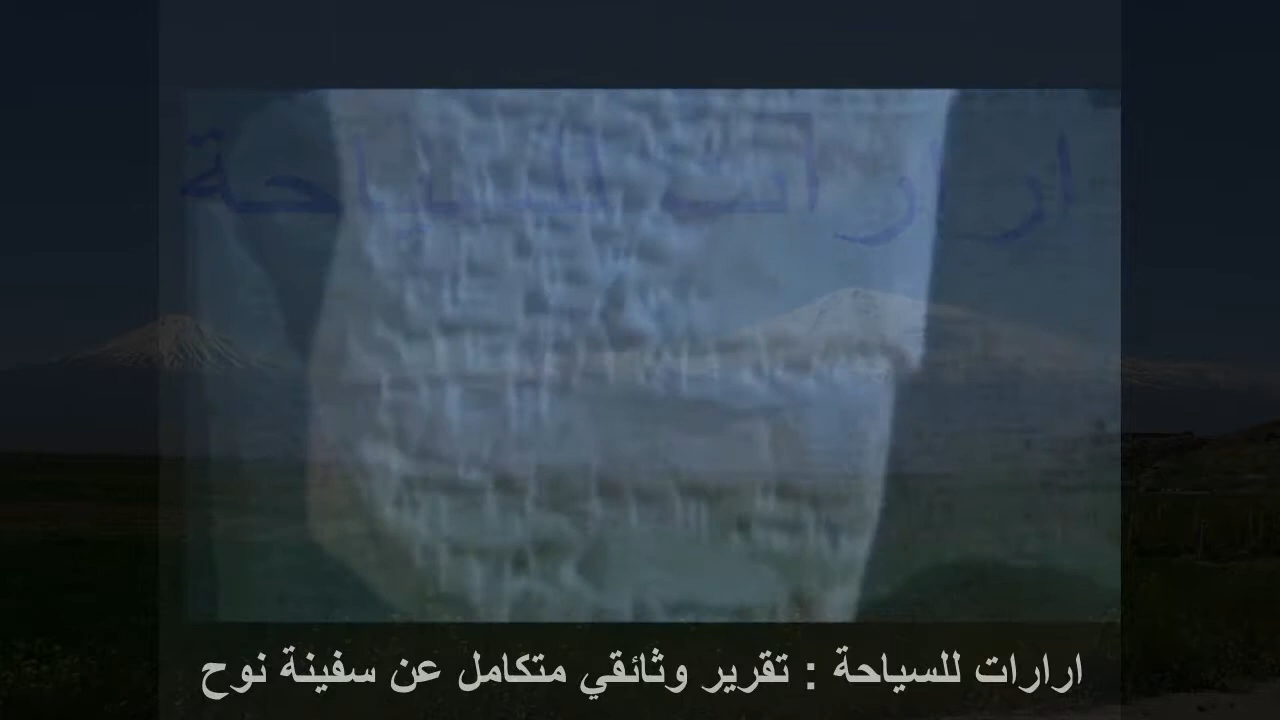 ارارات للسياحة
ارارات للسياحة : تقرير وثائقي متكامل عن سفينة نوح